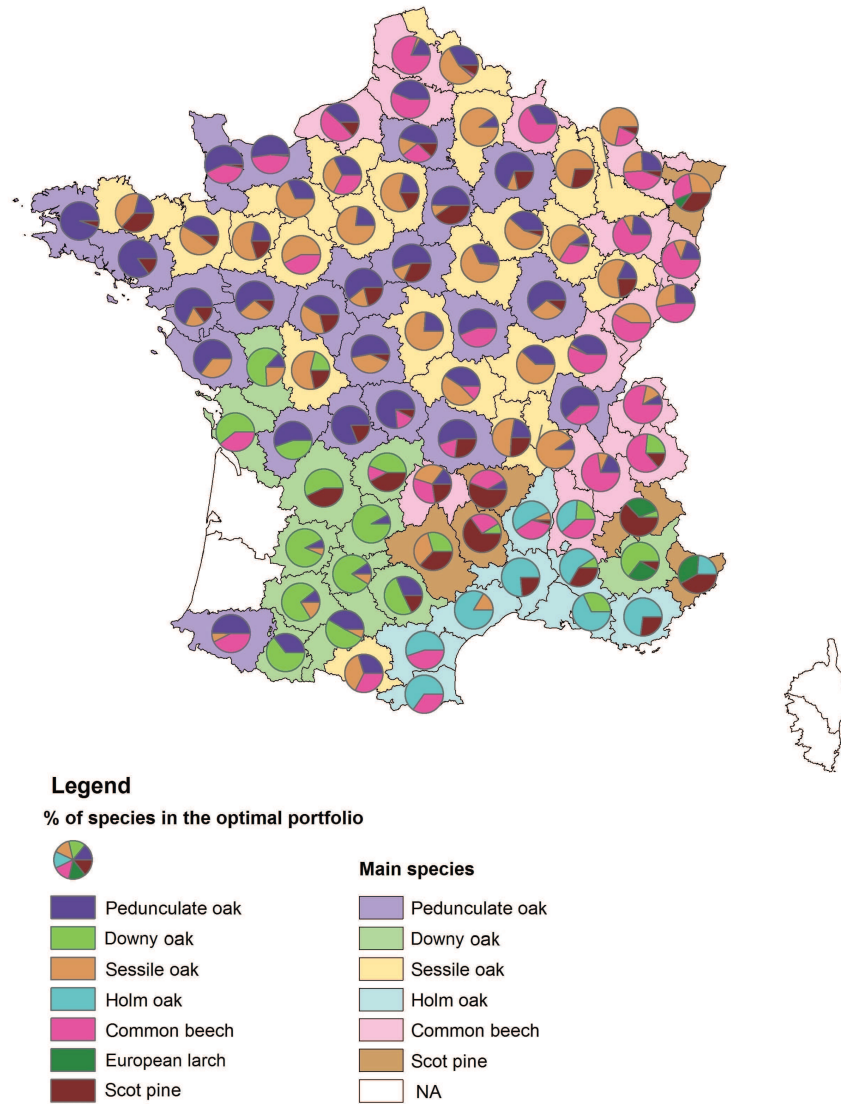 Legend
% of species in the optimal portfolio
Main species
Pedunculate oak
Downy oak
Sessile oak
Holm oak
Common beech
European larch
Scot pine
Pedunculate oak
Downy oak
Sessile oak
Holm oak
Common beech
Scot pine
NA